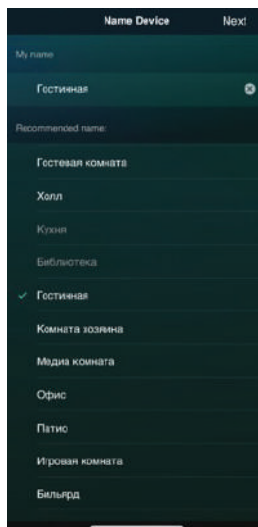 Name Device
Next
My name
Гостиная
Recommended name:
Гостевая комната
Холл
Кухня
Библиотека
Гостиная
Комната хозяина
Медиа комната
Офис
Патио
Игровая комната
Бильярд